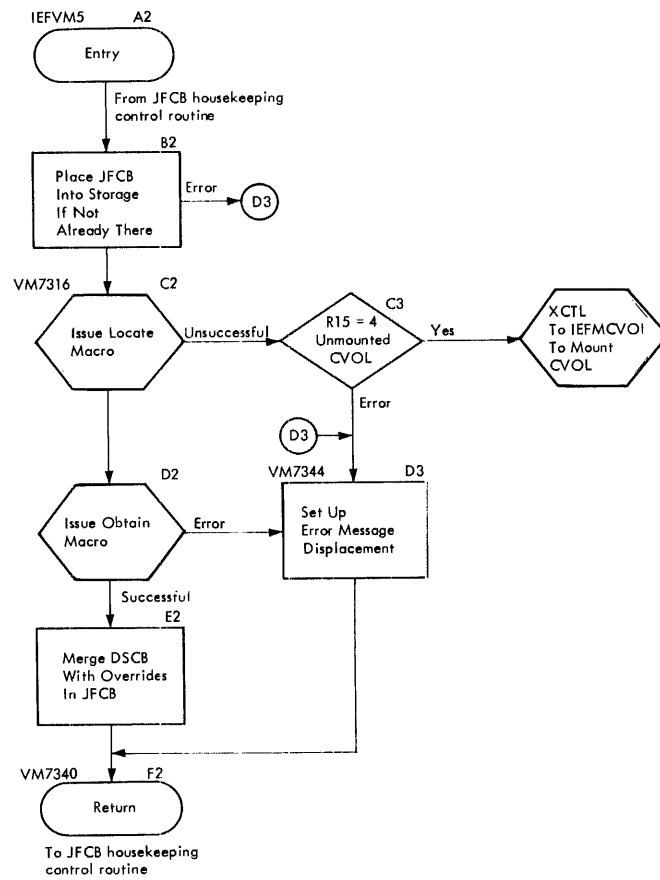 IEFVM5 A2
Entry
From JFCB housekeeping
control routine
B2
Place JFCB
Into Storage
If Not
Already There
Error
D3
VM7316 C2
Issue Locate
Macro
Unsuccessful
C3
R15 = 4
Unmounted
CVOL
Yes
XCTL
To IEFMCVOI
To Mount
CVOL
Error
D3
D2
Issue Obtain
Macro
Error
VM7344 D3
Set Up
Error Message
Displacement
Successful
E2
Merge DSCB
With Overrides
In JFCB
VM7340 F2
Return
To JFCB housekeeping
control routine